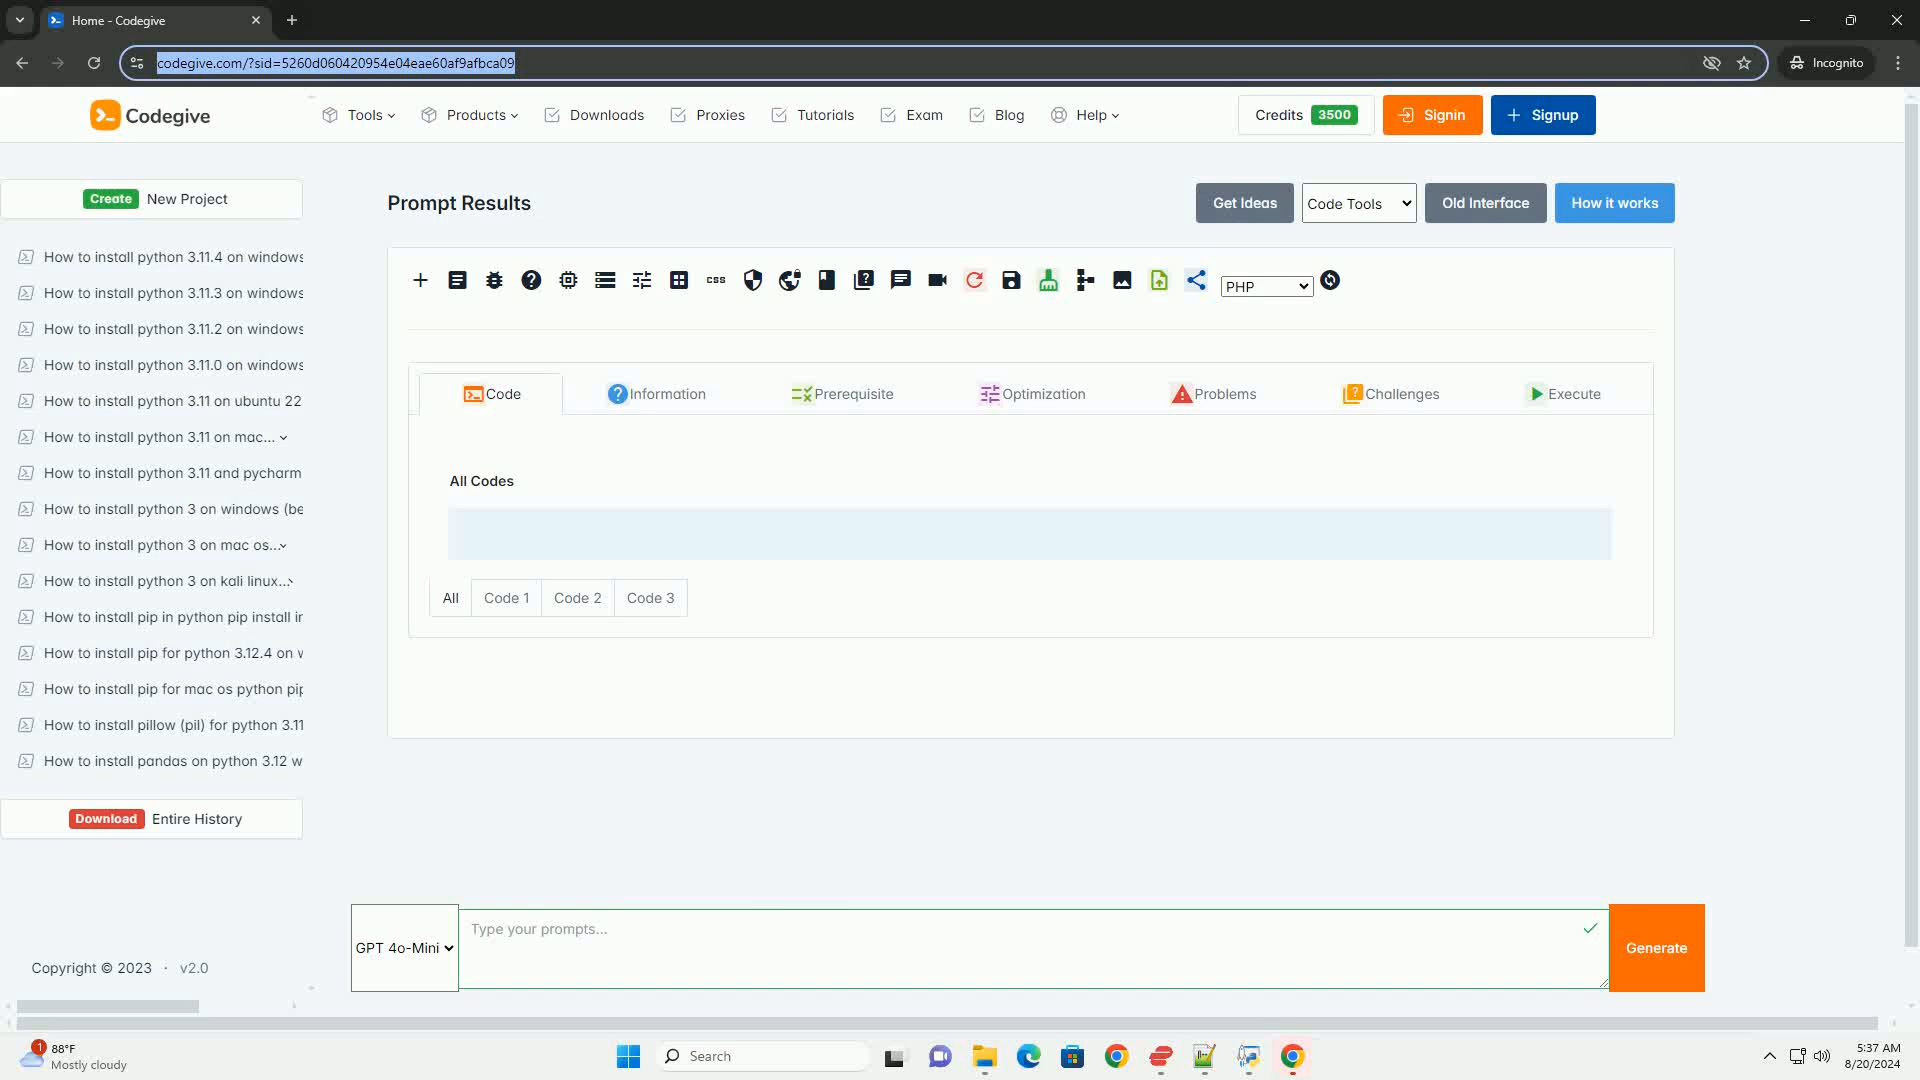 Home - Codegive
codegive.com/?sid=5260d060420954e04eae60af9afbca09
Incognito
Codegive
Tools
Products
Downloads
Proxies
Tutorials
Exam
Blog
Help
Credits 3500
Signin
Signup
Create New Project
Prompt Results
Get Ideas
Code Tools
Old Interface
How it works
How to install python 3.11.4 on windows
How to install python 3.11.3 on windows
How to install python 3.11.2 on windows
How to install python 3.11.0 on windows
How to install python 3.11 on ubuntu 22
How to install python 3.11 on mac...
How to install python 3.11 and pycharm
How to install python 3 on windows (be
How to install python 3 on mac os...
How to install python 3 on kali linux...
How to install pip in python pip install in
How to install pip for python 3.12.4 on w
How to install pip for mac os python pip
How to install pillow (pil) for python 3.11
How to install pandas on python 3.12 w
Download Entire History
css
PHP
Code
Information
Prerequisite
Optimization
Problems
Challenges
Execute
All Codes
All
Code 1
Code 2
Code 3
GPT 4o-Mini
Type your prompts...
Generate
Copyright © 2023 · v2.0
1
88°F
Mostly cloudy
Search
5:37 AM
8/20/2024